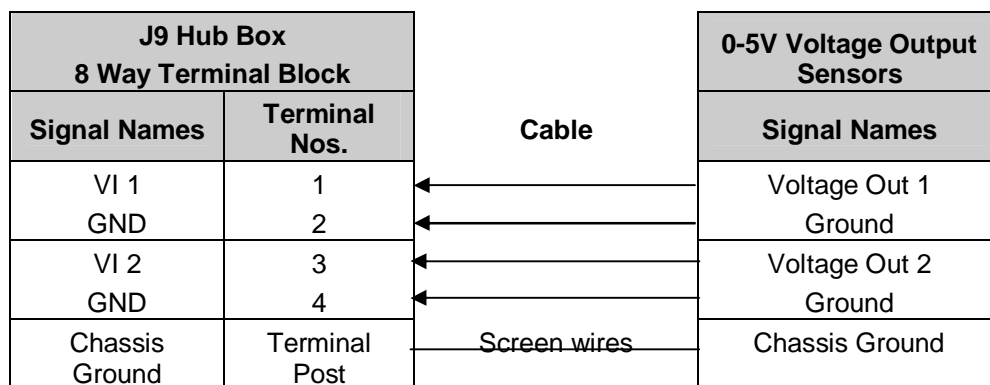 J9 Hub Box
8 Way Terminal Block
0-5V Voltage Output
Sensors
Signal Names
Terminal
Nos.
Cable
Signal Names
VI 1 1 Voltage Out 1
GND 2 Ground
VI 2 3 Voltage Out 2
GND 4 Ground
Chassis
Ground
Terminal
Post
Screen wires
Chassis Ground